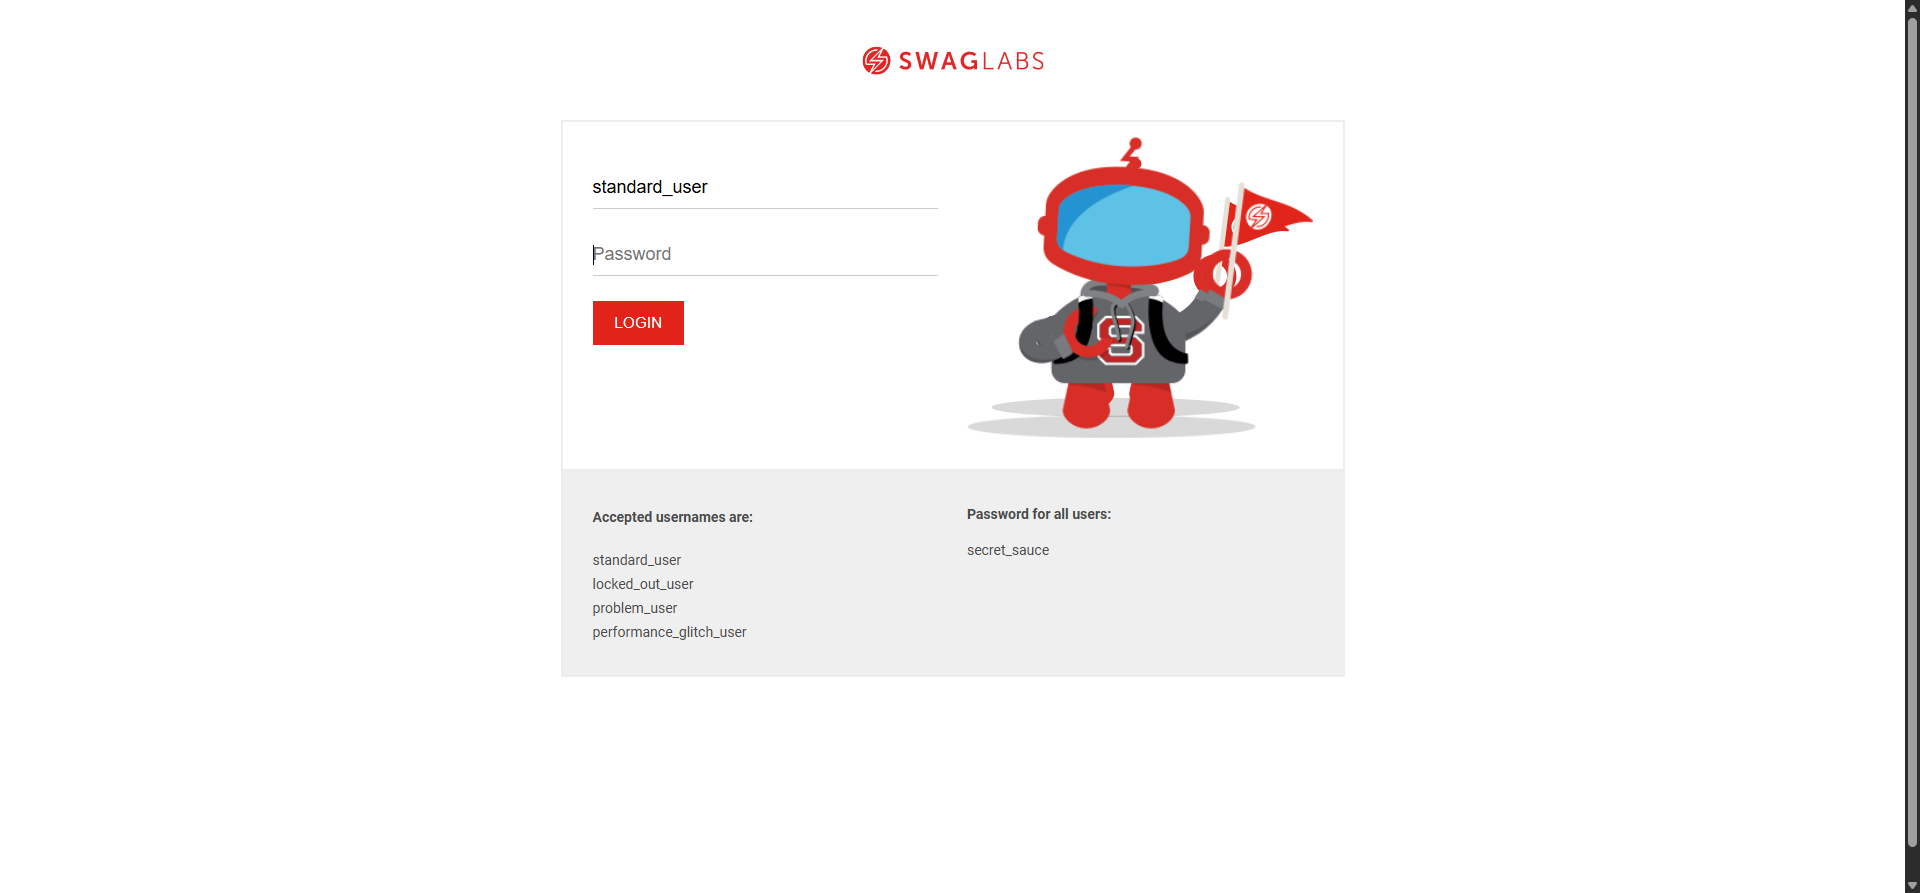 SWAGLABS
standard_user
Password
LOGIN
S
Accepted usernames are:
standard_user
locked_out_user
problem_user
performance_glitch_user
Password for all users:
secret_sauce